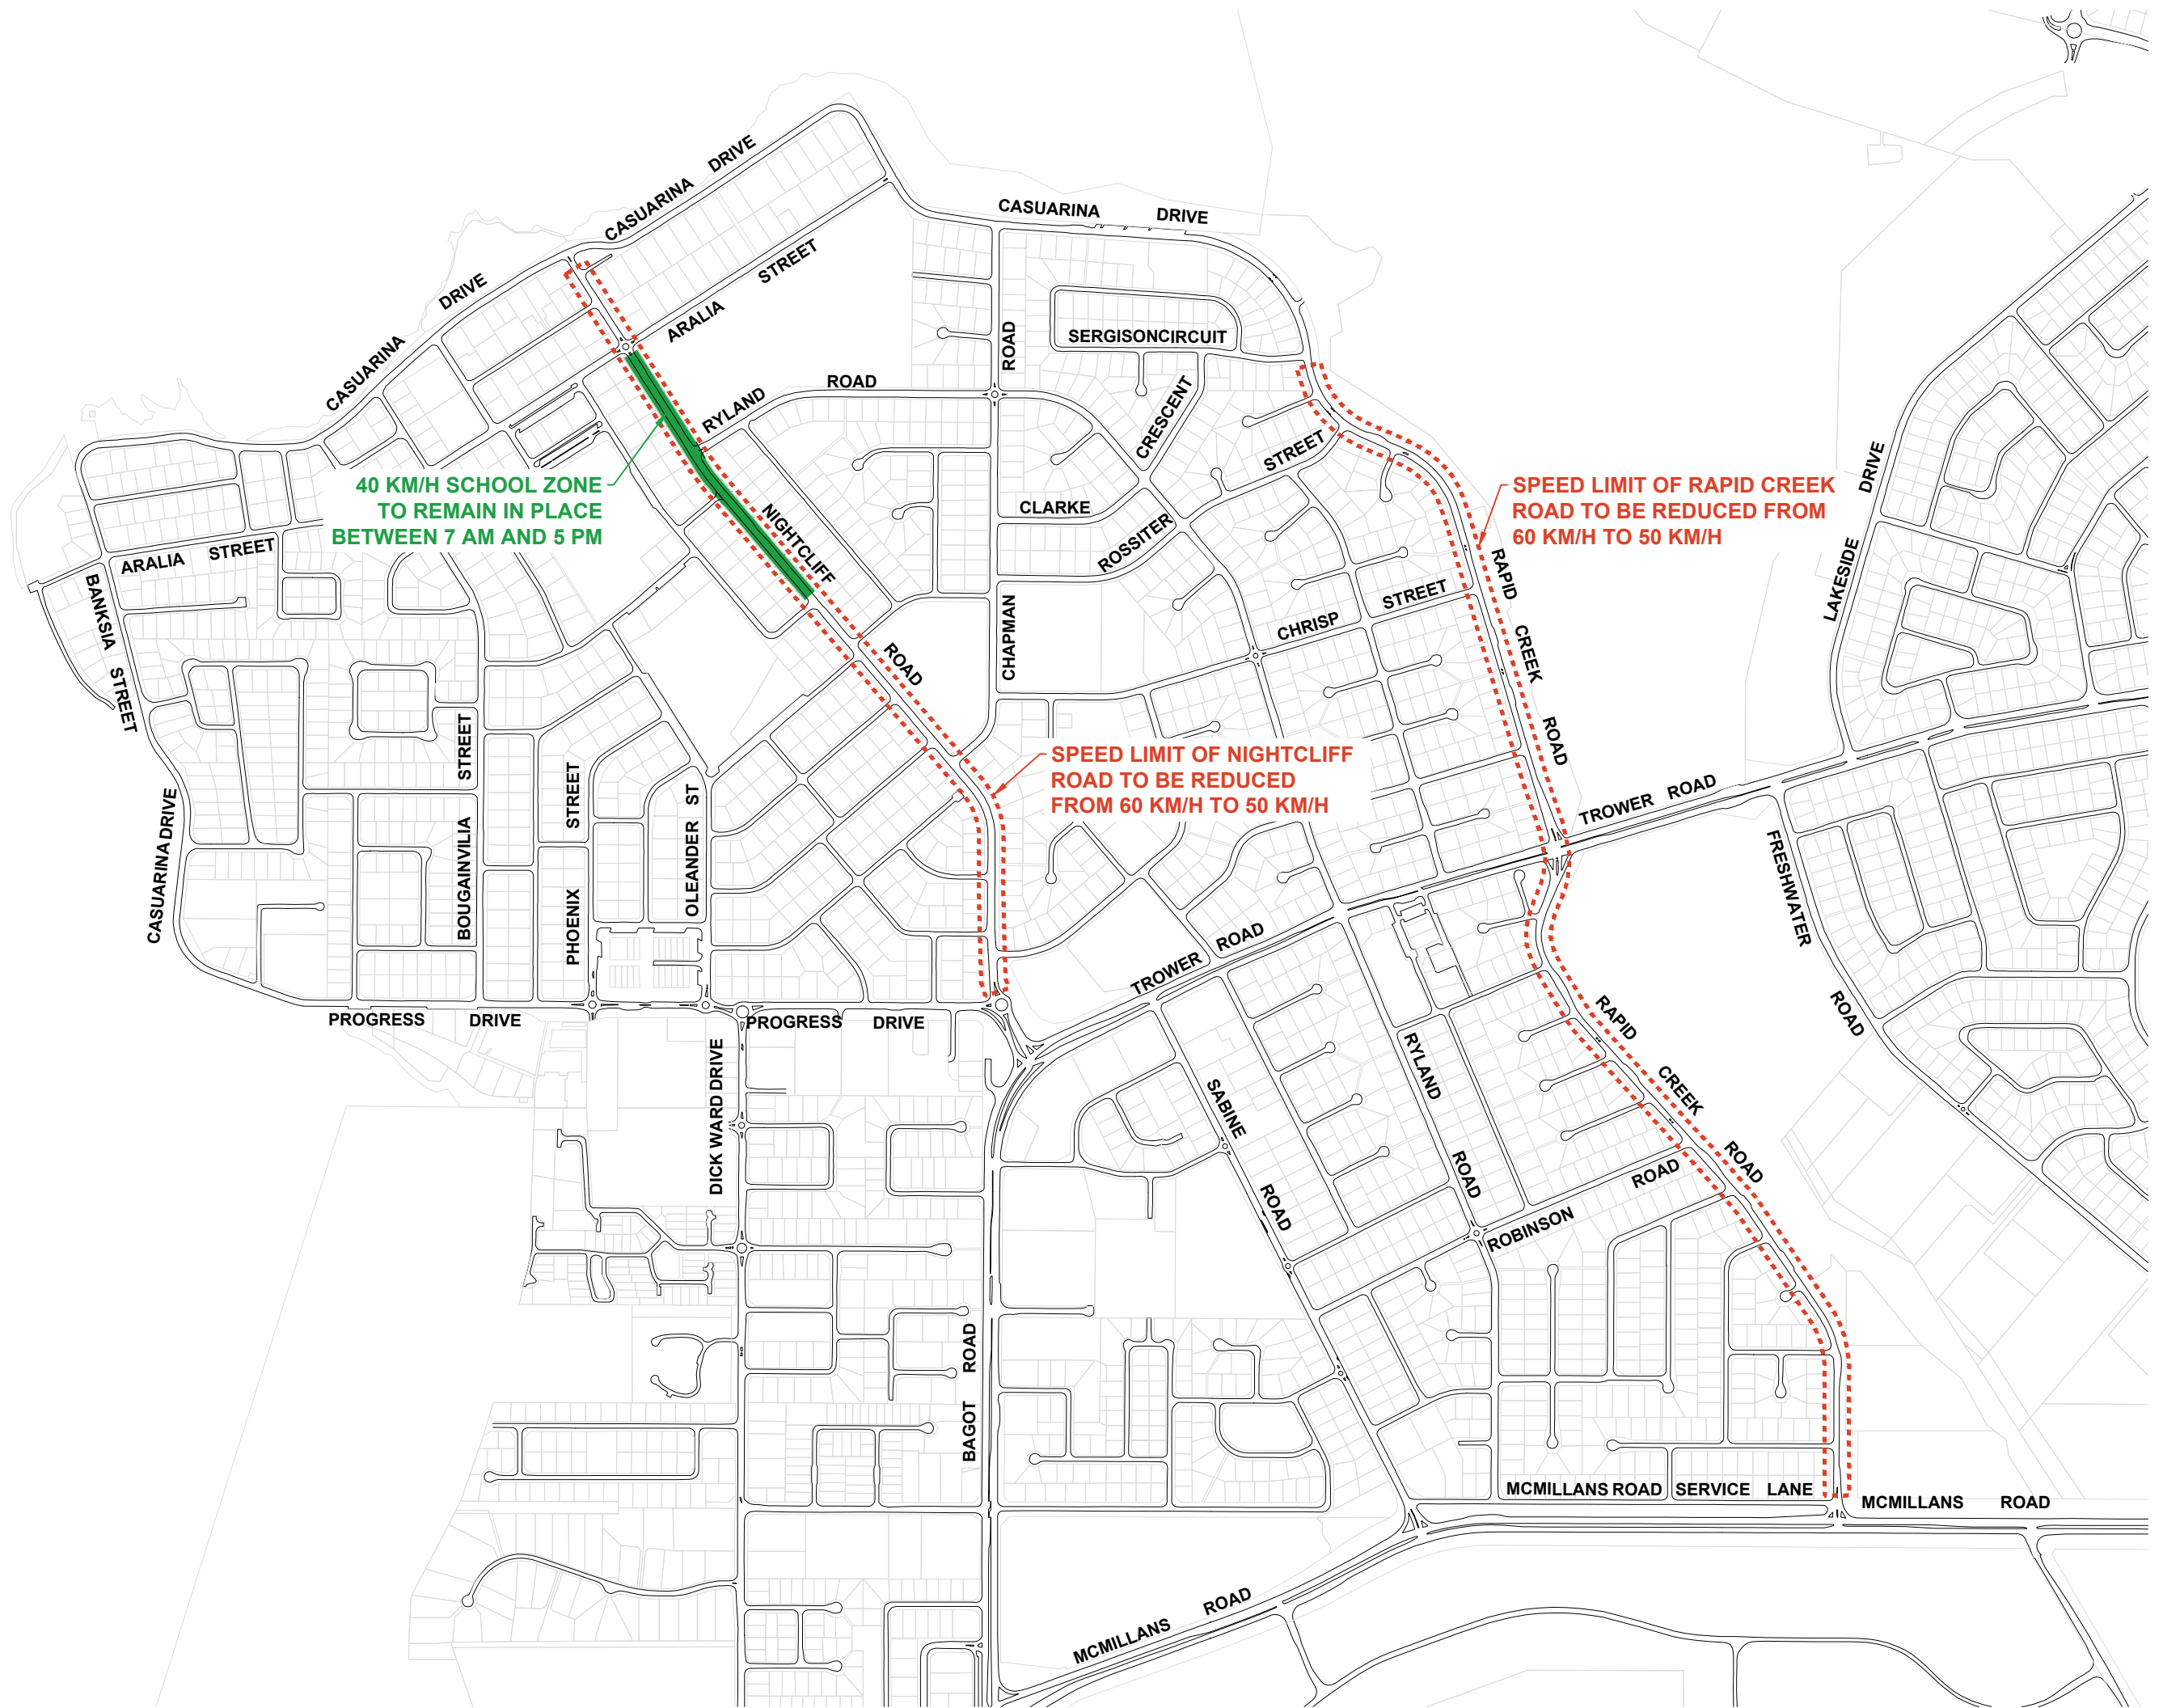 CASUARINA DRIVE
CASUARINA DRIVE
DRIVE
CASUARINA
ARALIA STREET
SERGISONCIRCUIT
ROAD
RYLAND ROAD
CRESCENT
STREET
ROSSITER
CLARKE
40 KM/H SCHOOL ZONE
TO REMAIN IN PLACE
BETWEEN 7 AM AND 5 PM
SPEED LIMIT OF RAPID CREEK
ROAD TO BE REDUCED FROM
60 KM/H TO 50 KM/H
DRIVE
LAKESIDE
NIGHTCLIFF
ROAD
ARALIA STREET
BANKSIA STREET
CHRISP STREET
RAPID CREEK ROAD
CHAPMAN
SPEED LIMIT OF NIGHTCLIFF
ROAD TO BE REDUCED
FROM 60 KM/H TO 50 KM/H
STREET
BOUGAINVILIA
STREET
PHOENIX
OLEANDER ST
CASUARINA DRIVE
TROWER ROAD
TROWER ROAD
FRESHWATER ROAD
PROGRESS DRIVE
PROGRESS DRIVE
DICK WARD DRIVE
RAPID CREEK ROAD
SABINE ROAD
RYLAND ROAD
ROBINSON ROAD
BAGOT ROAD
MCMILLANS ROAD SERVICE LANE
MCMILLANS ROAD
MCMILLANS ROAD